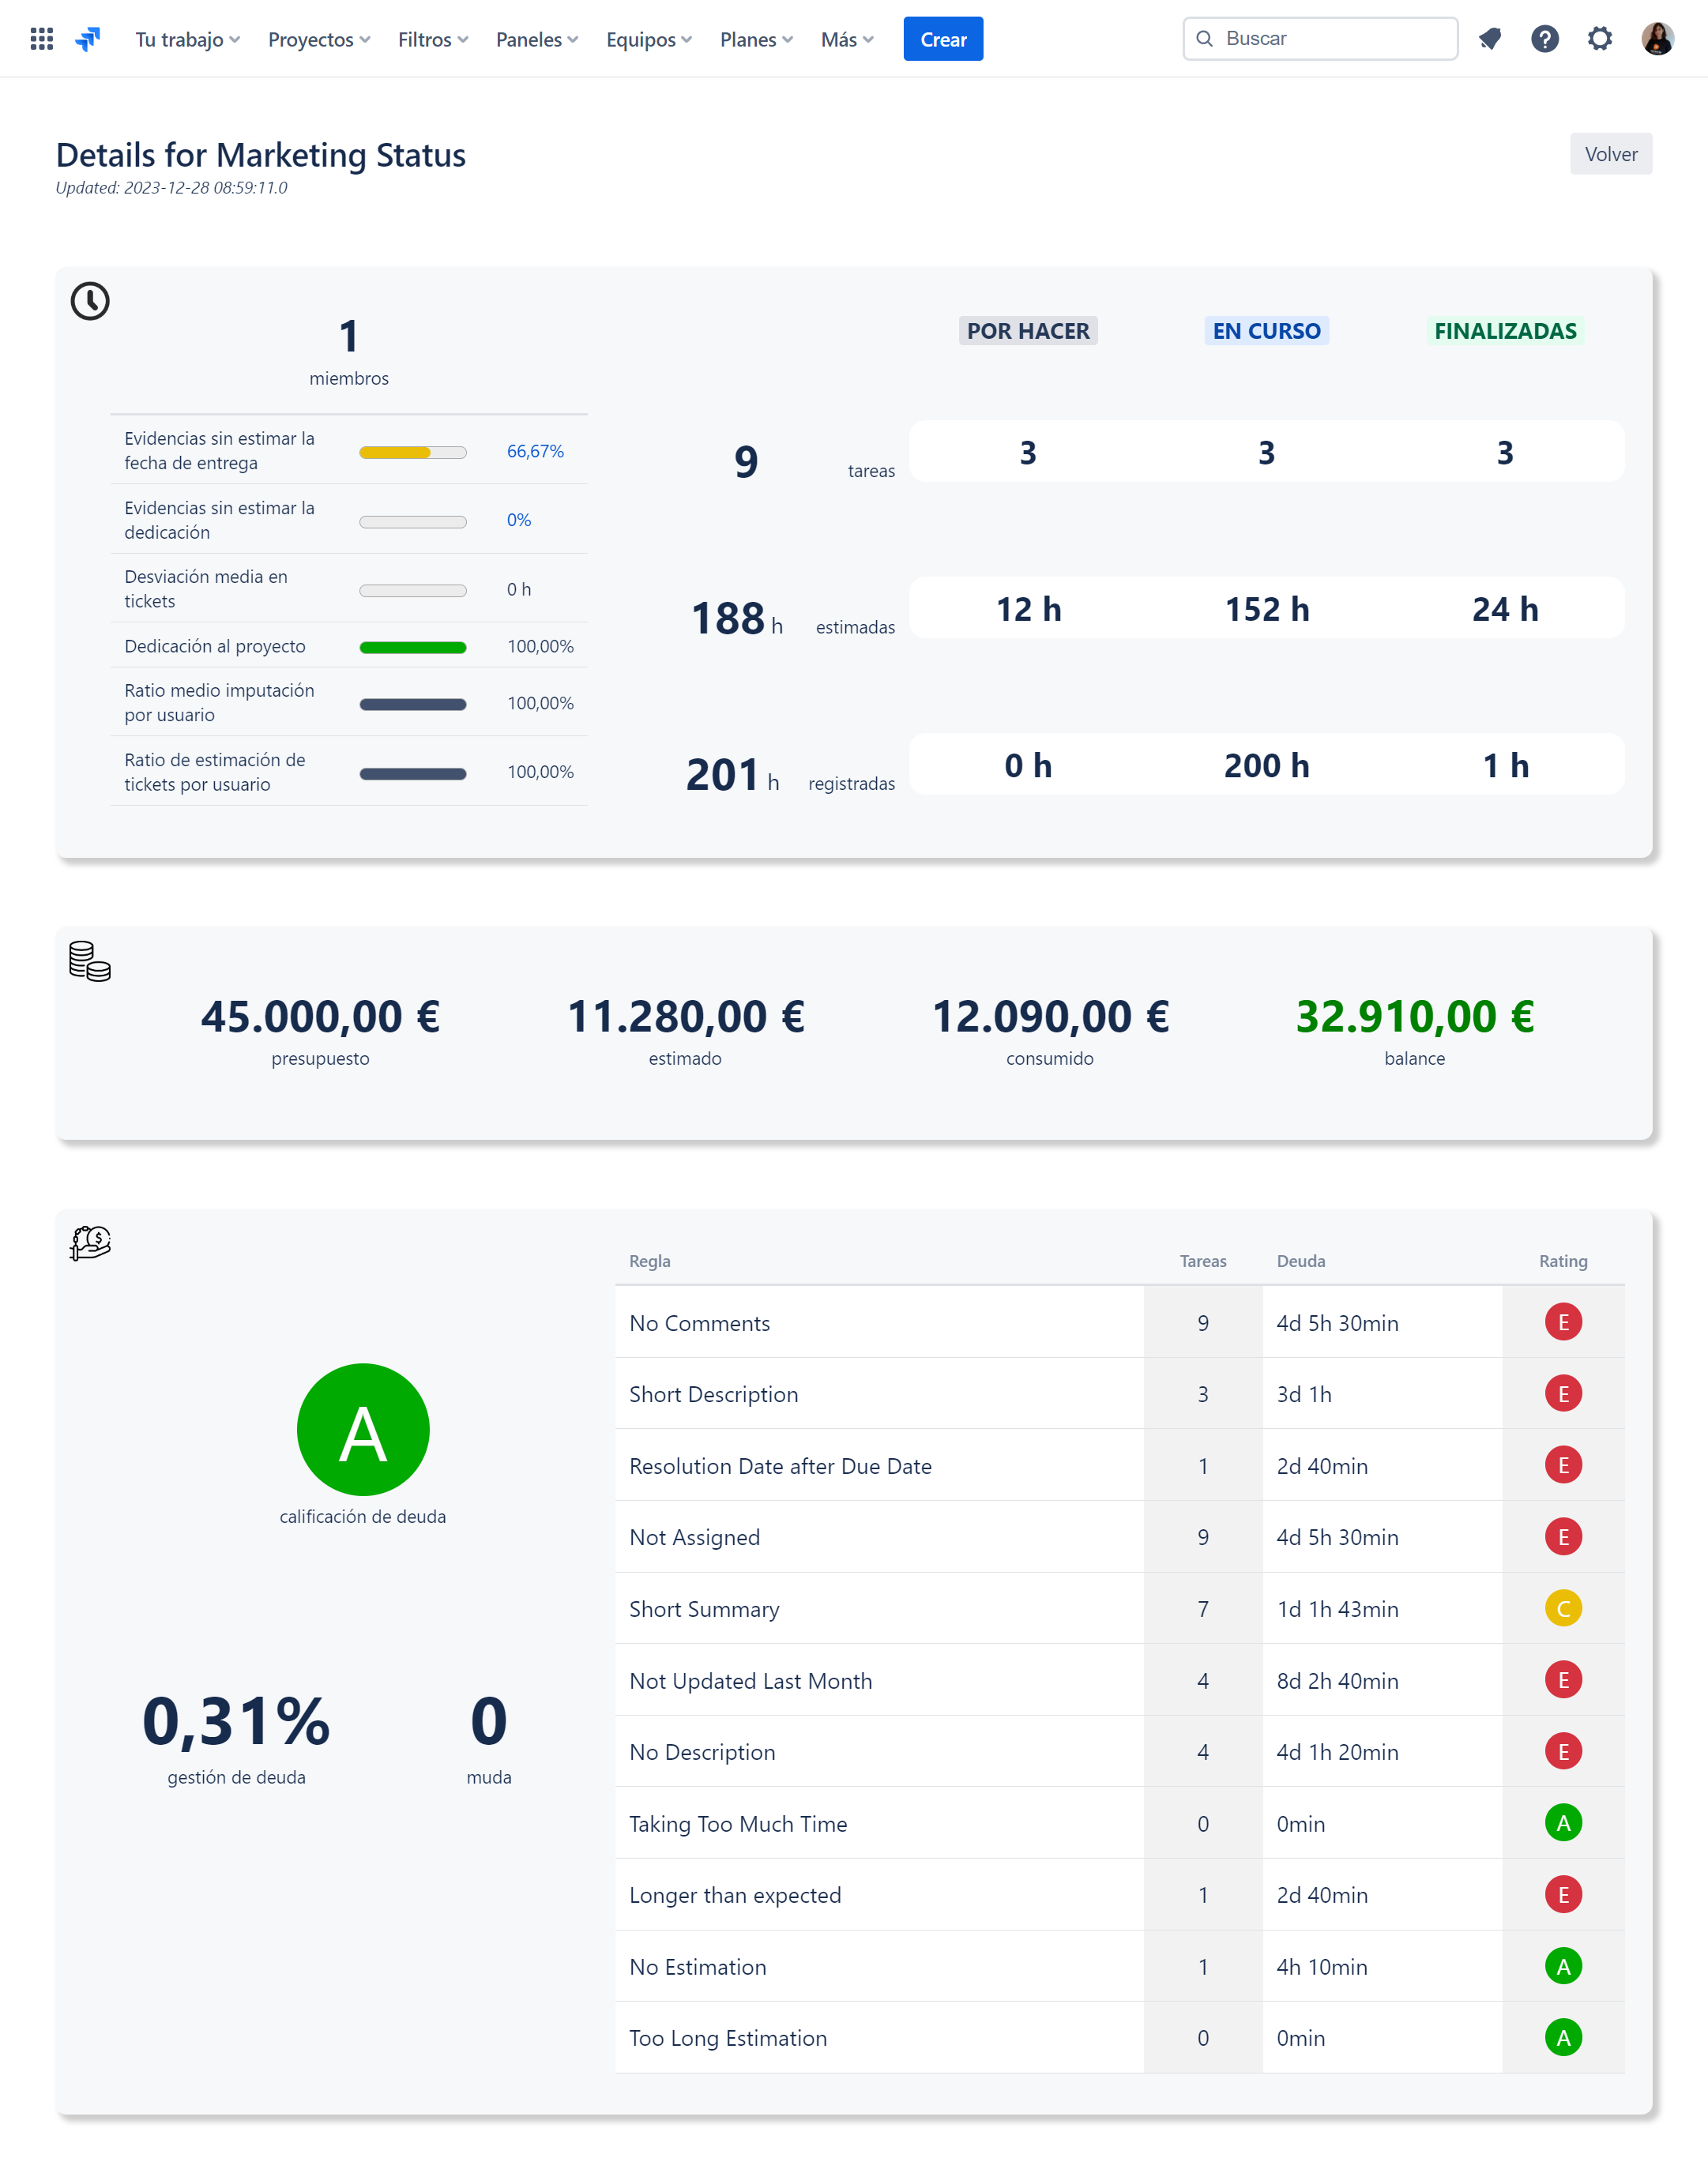 Tu trabajo Proyectos Filtros Paneles Equipos Planes Más Crear Buscar
Details for Marketing Status
Volver
Updated: 2023-12-28 08:59:11.0
1
miembros
Evidencias sin estimar la
fecha de entrega
66,67%
Evidencias sin estimar la
dedicación
0%
Desviación media en
tickets
0 h
Dedicación al proyecto
100,00%
Ratio medio imputación
por usuario
100,00%
Ratio de estimación de
tickets por usuario
100,00%
POR HACER EN CURSO FINALIZADAS
9 tareas 3 3 3
188 h estimadas 12 h 152 h 24 h
201 h registradas 0 h 200 h 1 h
45.000,00 € 11.280,00 € 12.090,00 € 32.910,00 €
presupuesto estimado consumido balance
A
calificación de deuda
0,31% 0
gestión de deuda muda
Regla Tareas Deuda Rating
No Comments 9 4d 5h 30min E
Short Description 3 3d 1h E
Resolution Date after Due Date 1 2d 40min E
Not Assigned 9 4d 5h 30min E
Short Summary 7 1d 1h 43min C
Not Updated Last Month 4 8d 2h 40min E
No Description 4 4d 1h 20min E
Taking Too Much Time 0 0min A
Longer than expected 1 2d 40min E
No Estimation 1 4h 10min A
Too Long Estimation 0 0min A